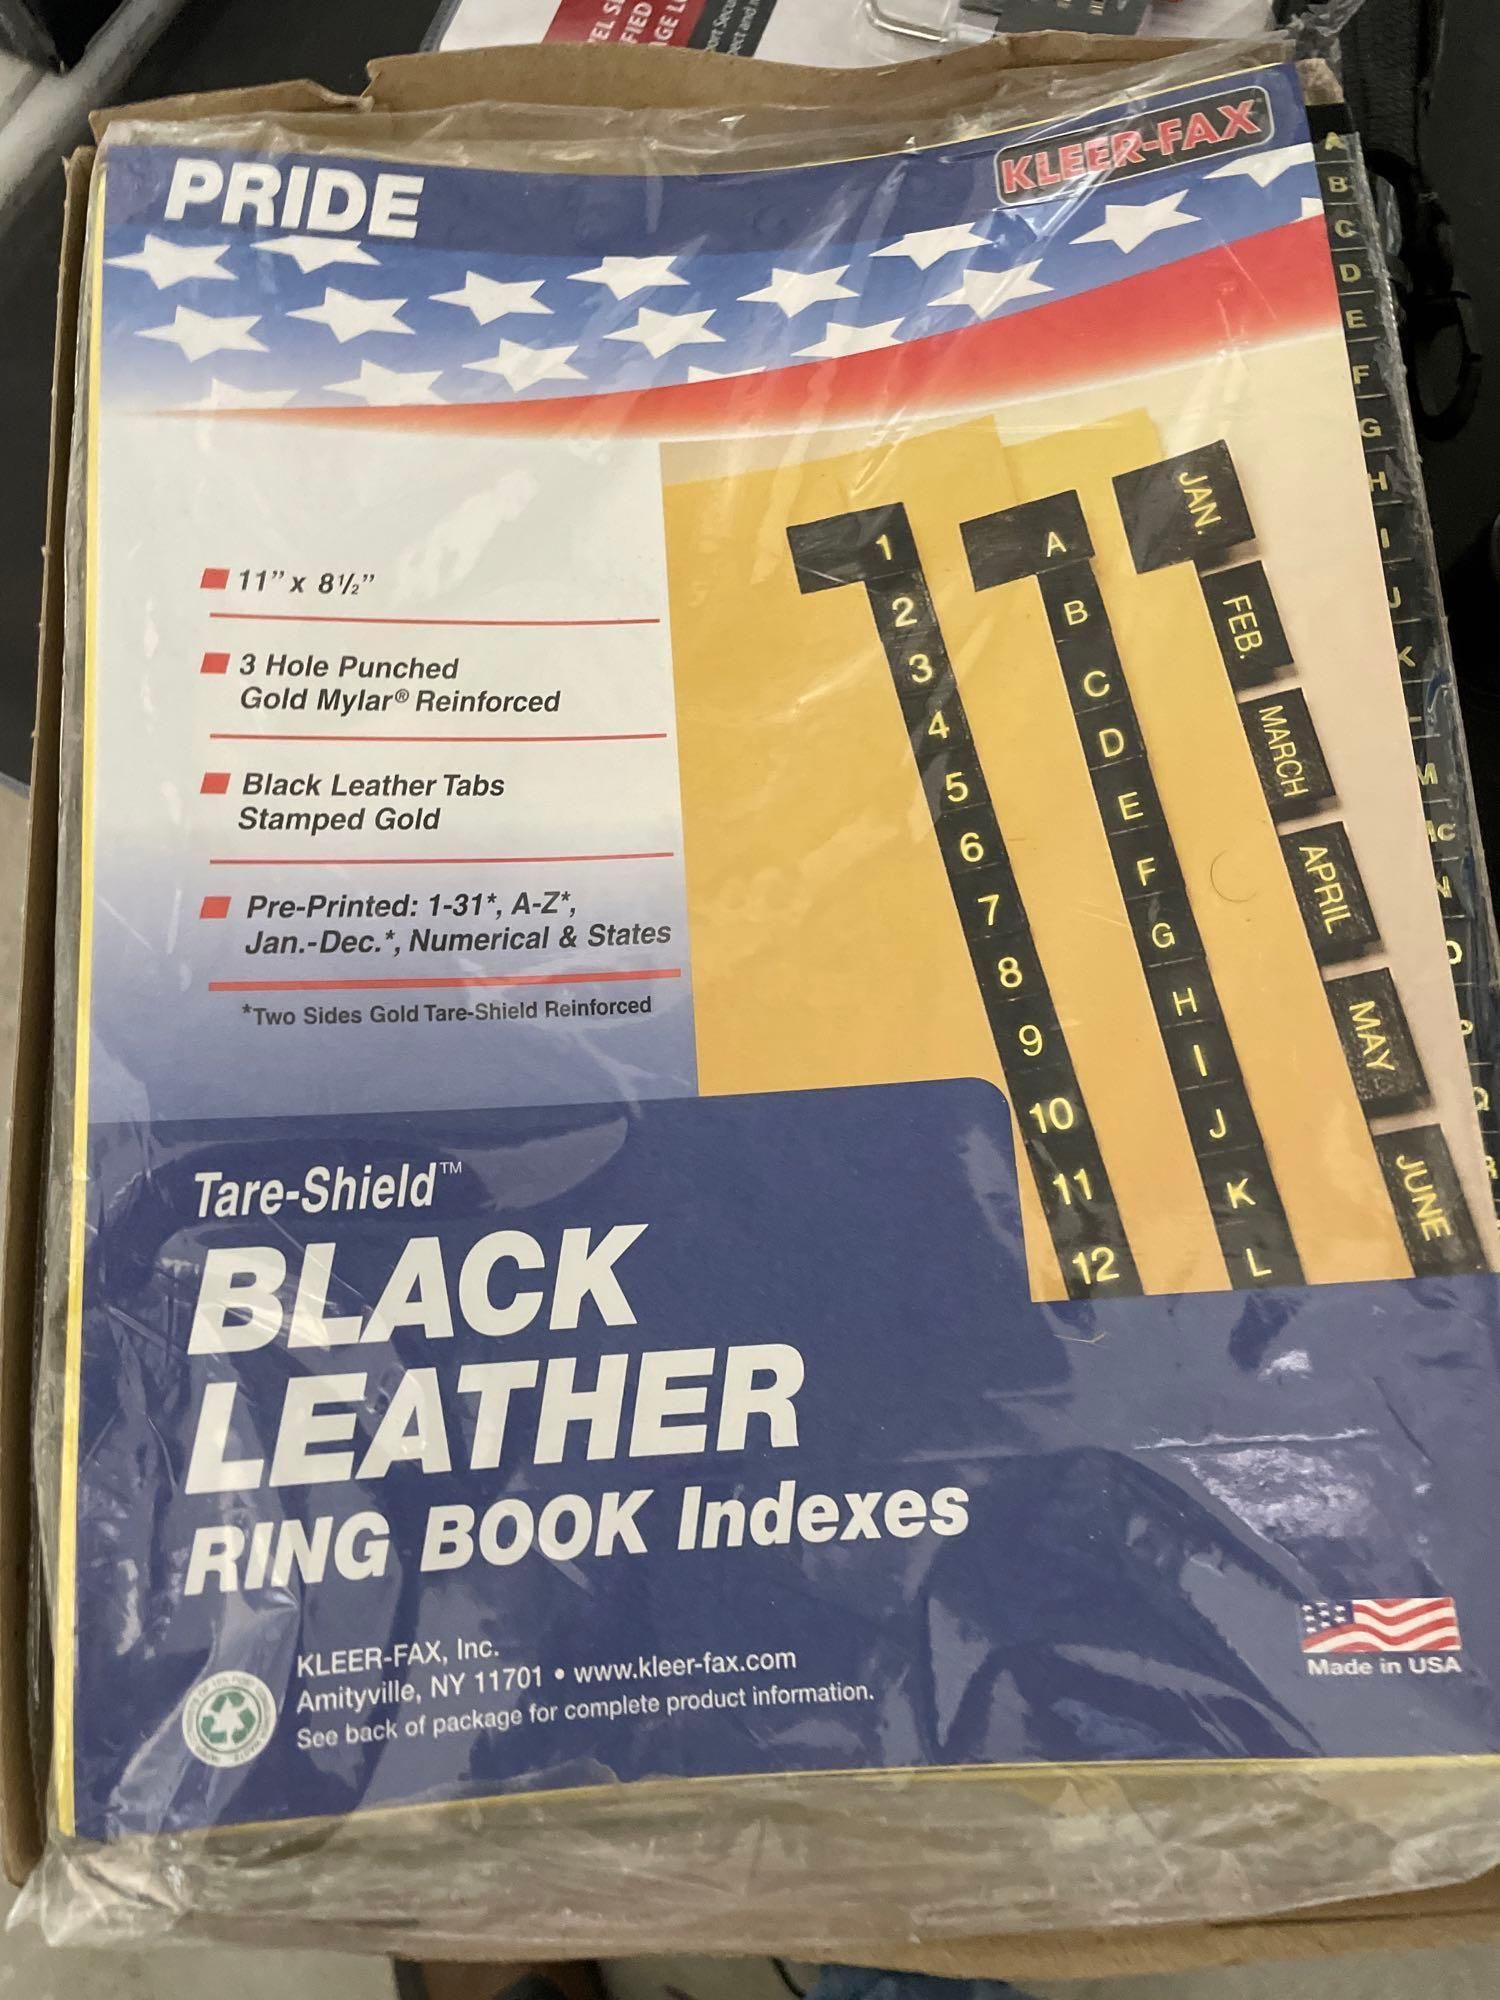 FIED
PRIDE
KLEER-FAX
11" x 8½"
3 Hole Punched
Gold Mylar® Reinforced
Black Leather Tabs
Stamped Gold
Pre-Printed: 1-31*, A-Z*,
Jan.-Dec.*, Numerical & States
*Two Sides Gold Tare-Shield Reinforced
1
2
3
4
5
6
7
8
9
10
11
12
A
B
C
D
E
F
G
H
I
J
K
L
JAN.
FEB.
MARCH
APRIL
MAY
JUNE
A
B
C
D
E
F
G
H
I
J
K
L
M
Mc
N
O
P
Q
R
Tare-Shield™
BLACK
LEATHER
RING BOOK Indexes
KLEER-FAX, Inc.
Amityville, NY 11701 • www.kleer-fax.com
See back of package for complete product information.
Made in USA